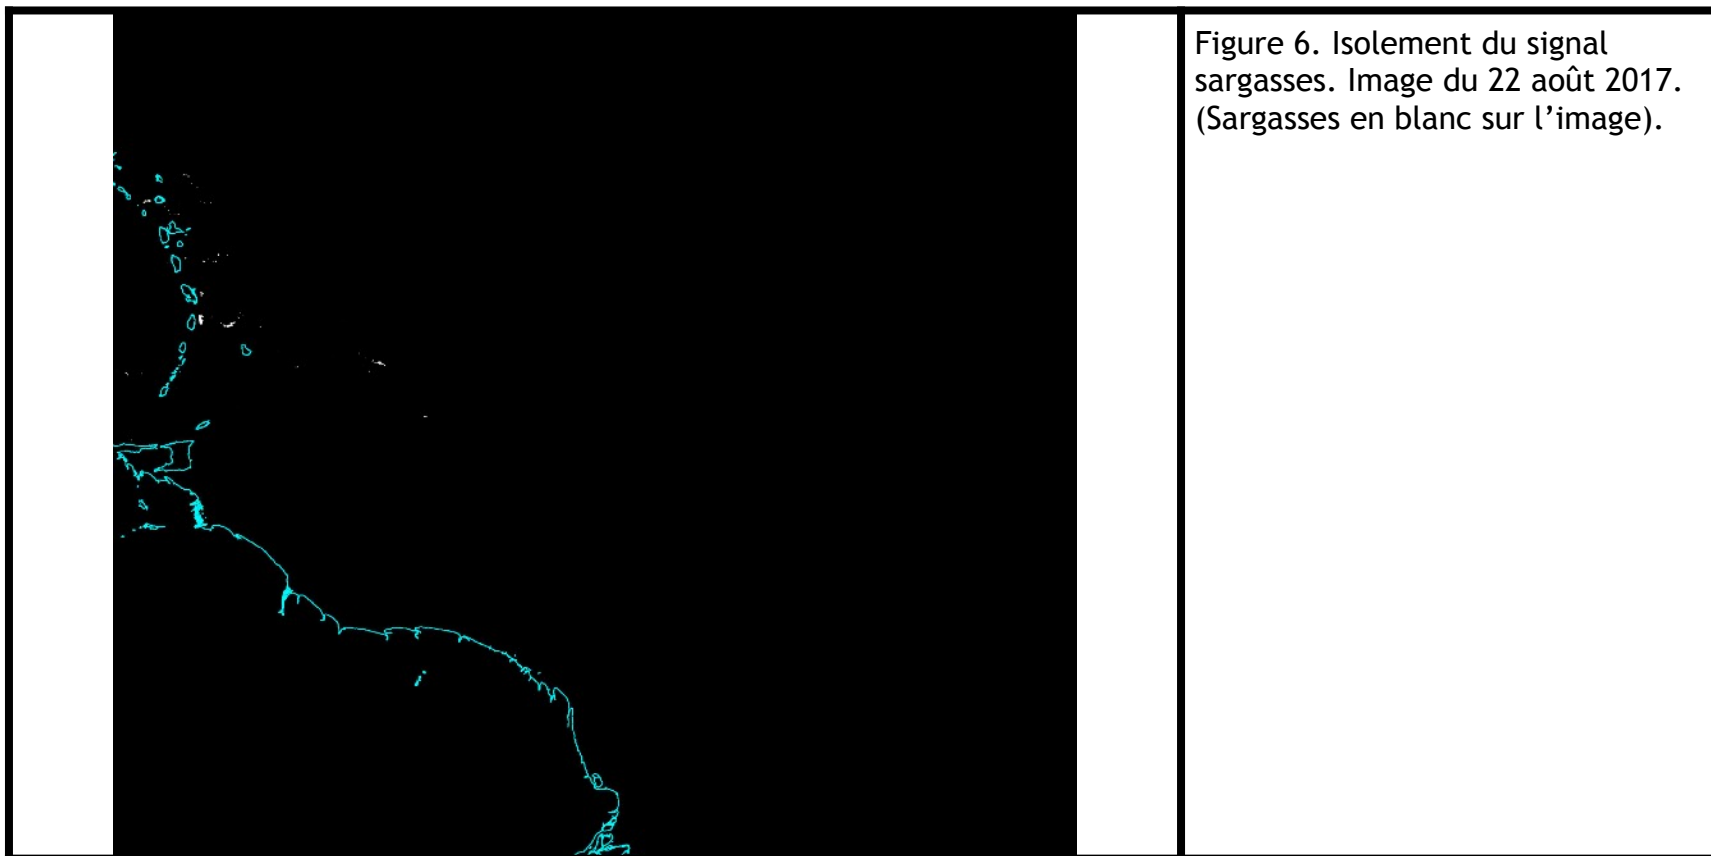 Figure 6. Isolement du signal
sargasses. Image du 22 août 2017.
(Sargasses en blanc sur l’image).